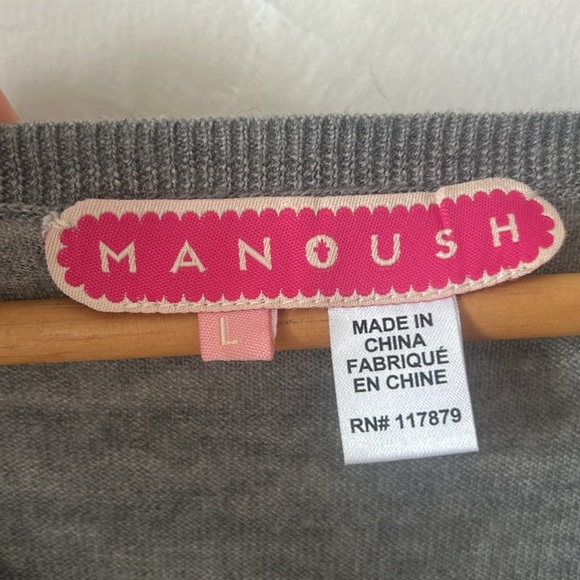 MANOUSH
L
MADE IN
CHINA
FABRIQUÉ
EN CHINE
RN# 117879